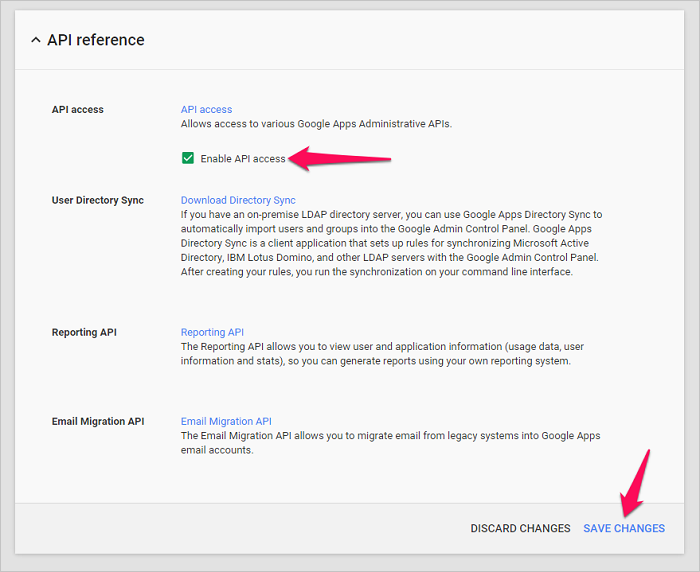 API reference
API access
API access
Allows access to various Google Apps Administrative APIs.
Enable API access
User Directory Sync
Download Directory Sync
If you have an on-premise LDAP directory server, you can use Google Apps Directory Sync to
automatically import users and groups into the Google Admin Control Panel. Google Apps
Directory Sync is a client application that sets up rules for synchronizing Microsoft Active
Directory, IBM Lotus Domino, and other LDAP servers with the Google Admin Control Panel.
After creating your rules, you run the synchronization on your command line interface.
Reporting API
Reporting API
The Reporting API allows you to view user and application information (usage data, user
information and stats), so you can generate reports using your own reporting system.
Email Migration API
Email Migration API
The Email Migration API allows you to migrate email from legacy systems into Google Apps
email accounts.
DISCARD CHANGES SAVE CHANGES